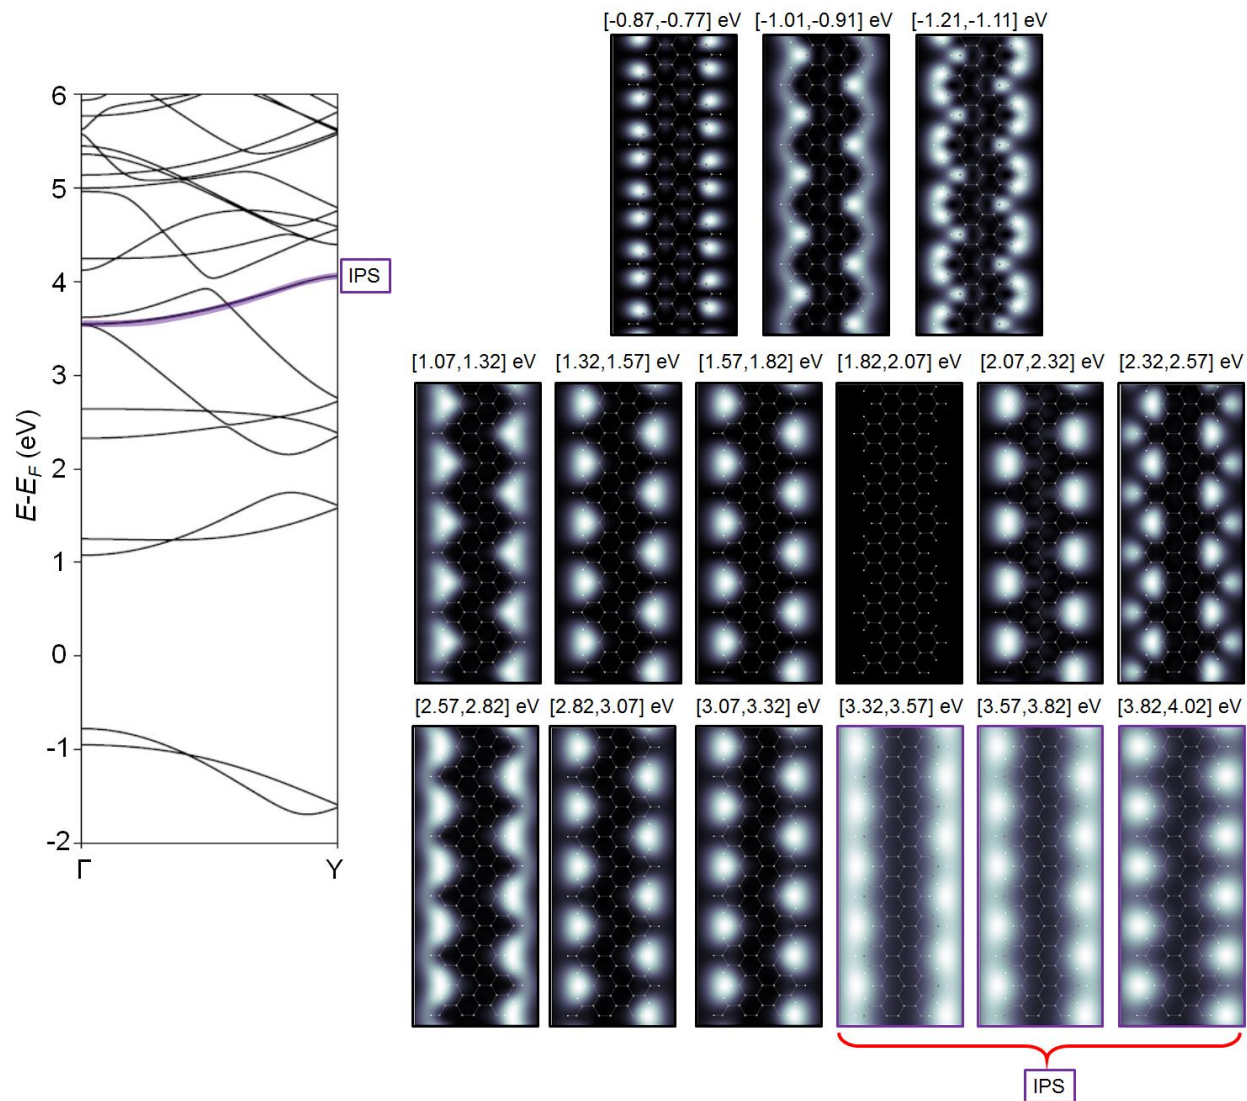 [-0.87,-0.77] eV
[-1.01,-0.91] eV
[-1.21,-1.11] eV
6
5
4
3
2
1
0
-1
-2
E-E_F (eV)
Γ
Y
IPS
[1.07,1.32] eV
[1.32,1.57] eV
[1.57,1.82] eV
[1.82,2.07] eV
[2.07,2.32] eV
[2.32,2.57] eV
[2.57,2.82] eV
[2.82,3.07] eV
[3.07,3.32] eV
[3.32,3.57] eV
[3.57,3.82] eV
[3.82,4.02] eV
IPS